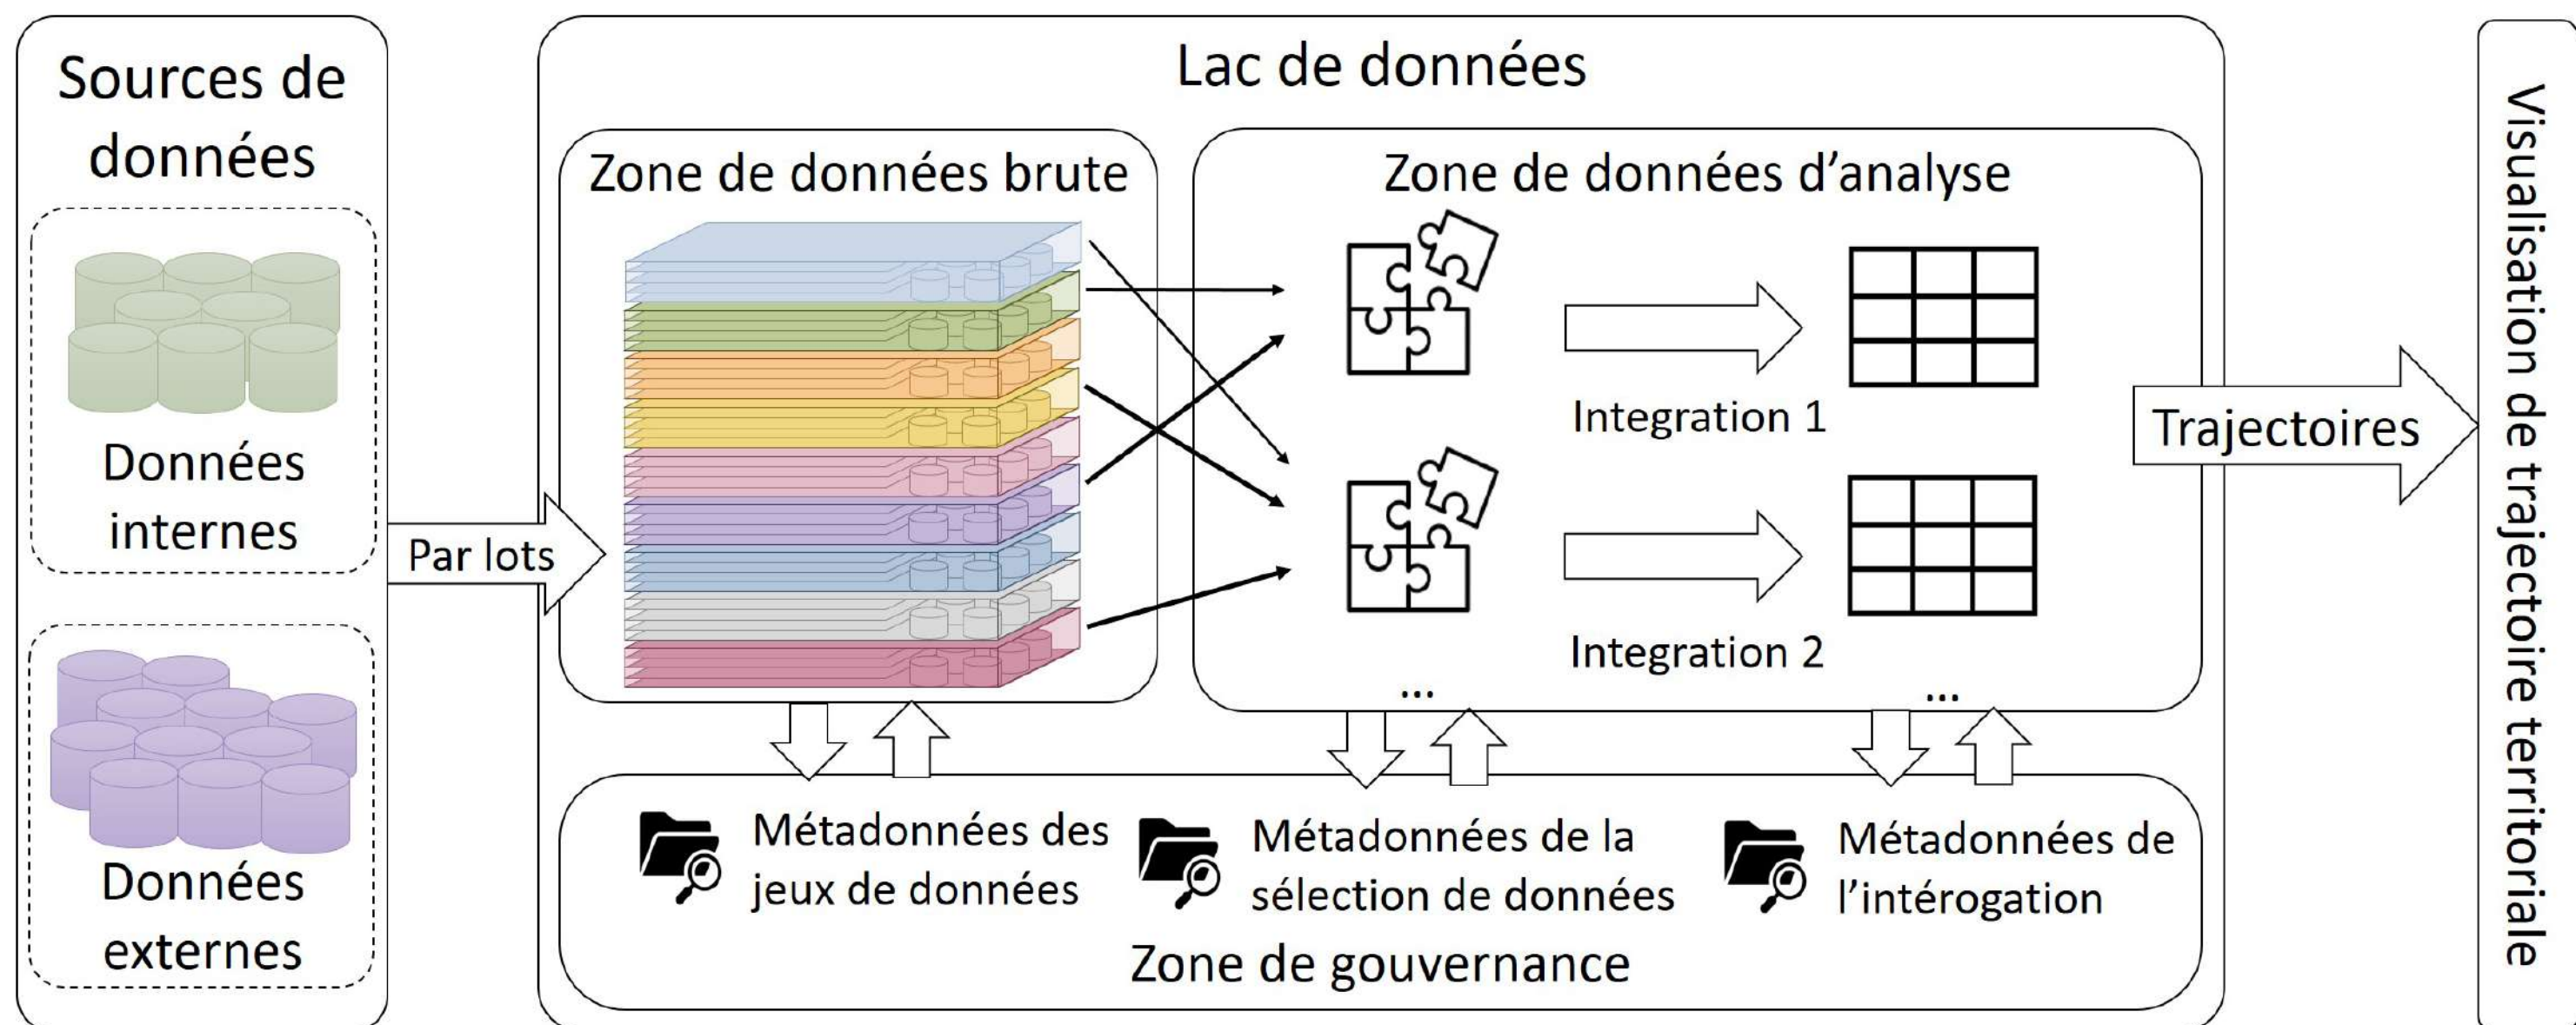 Sources de
données
Données
internes
Données
externes
Par lots
Lac de données
Zone de données brute
Zone de données d’analyse
Integration 1
Integration 2
...
...
Métadonnées des
jeux de données
Métadonnées de la
sélection de données
Métadonnées de
l’intérogation
Zone de gouvernance
Trajectoires
Visualisation de trajectoire territoriale